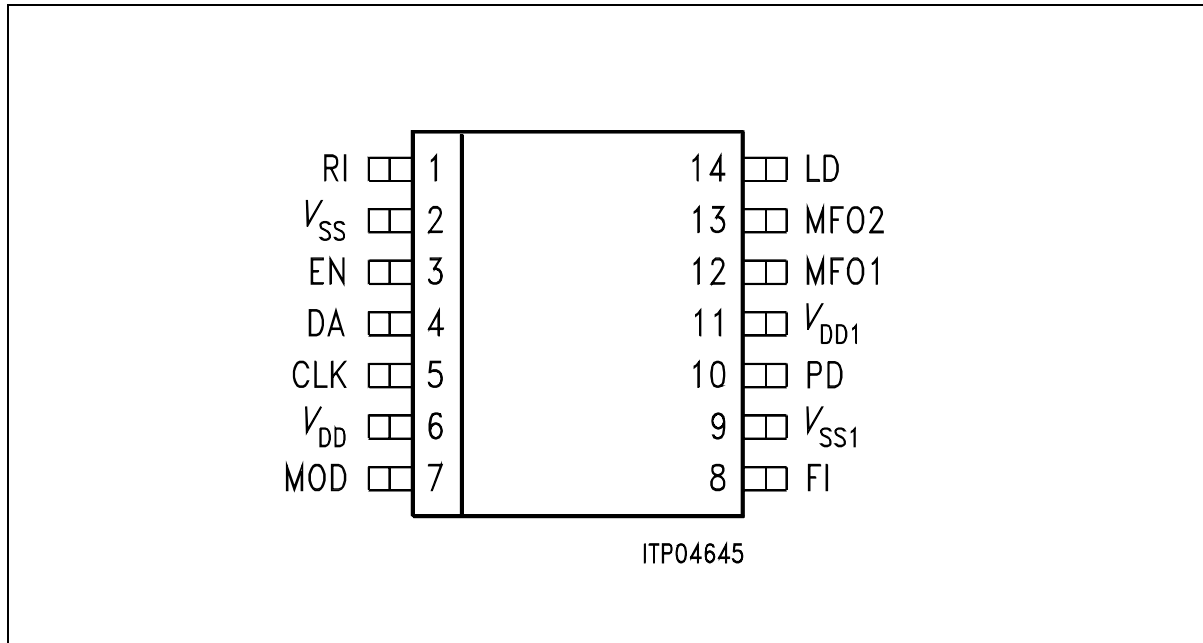 RI 1 14 LD
VSS 2 13 MFO2
EN 3 12 MFO1
DA 4 11 VDD1
CLK 5 10 PD
VDD 6 9 VSS1
MOD 7 8 FI
ITP04645